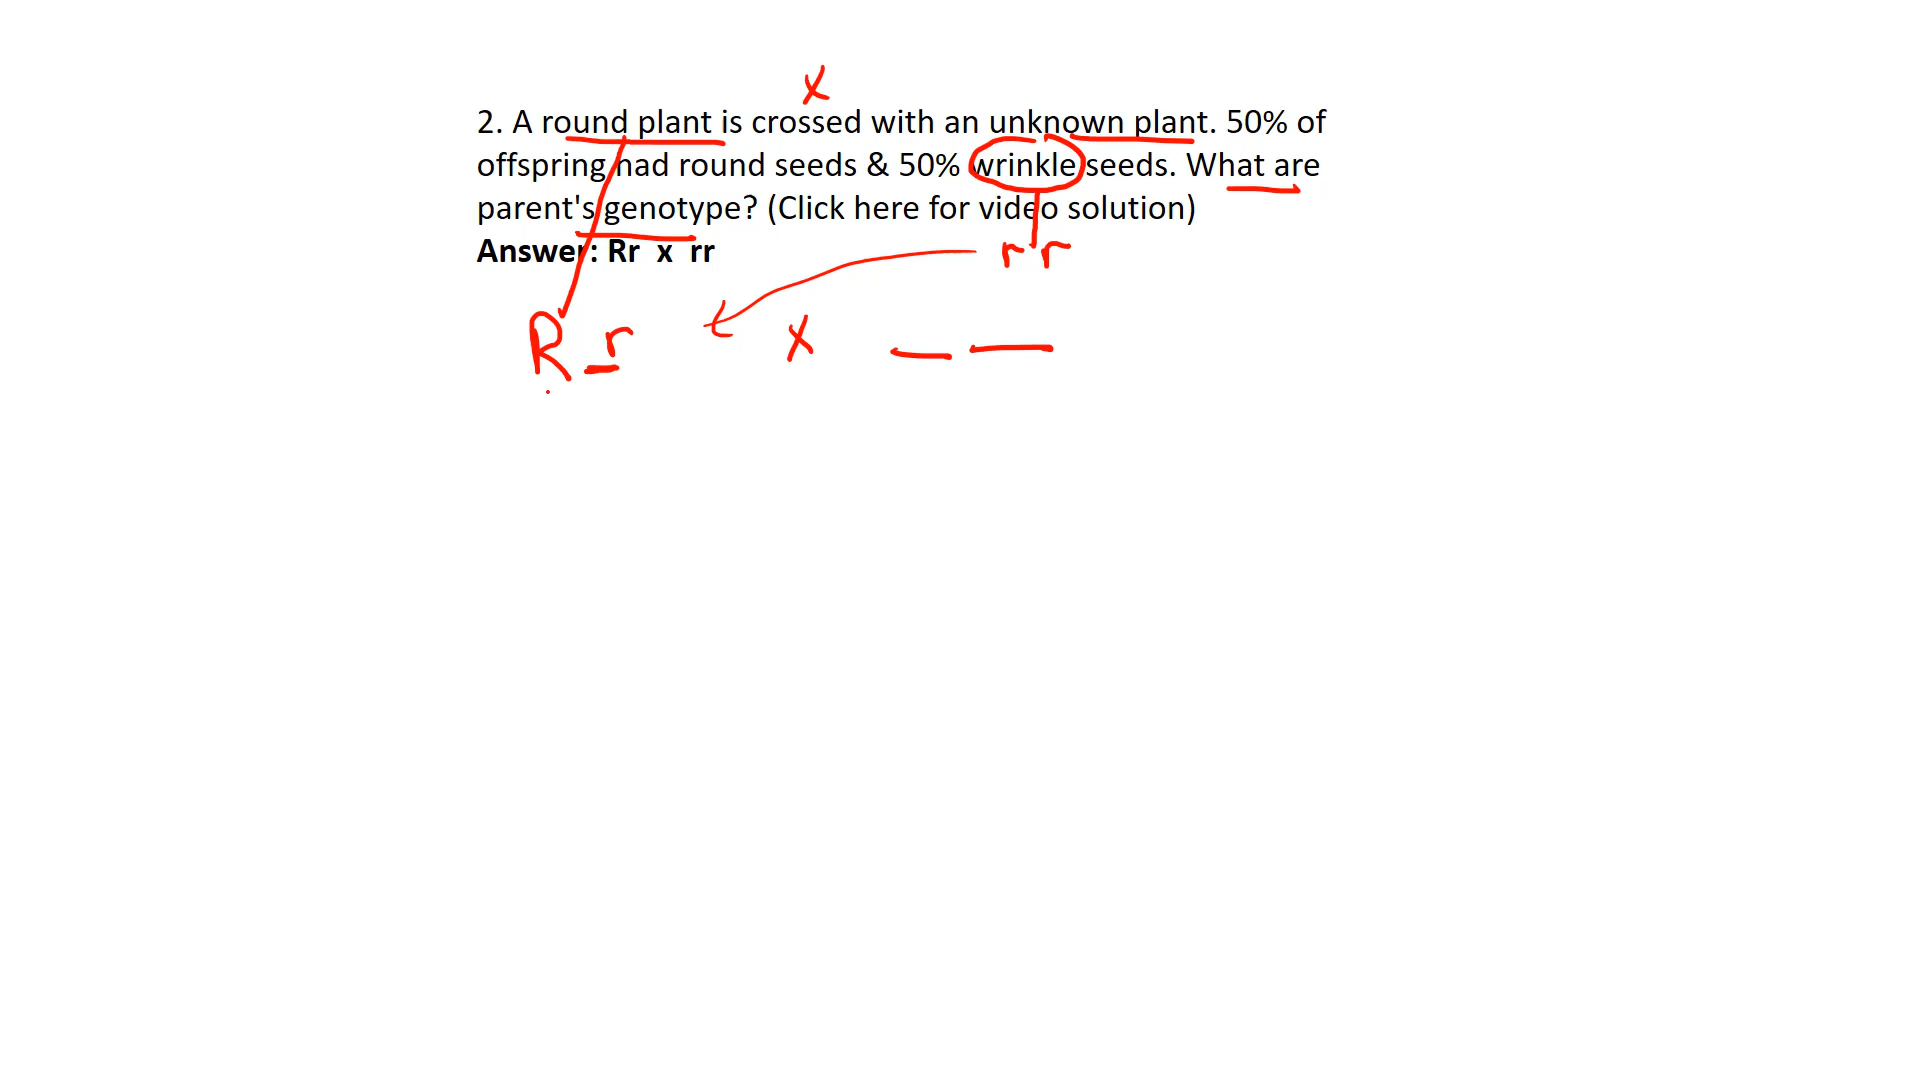 x
2. A round plant is crossed with an unknown plant. 50% of
offspring had round seeds & 50% wrinkle seeds. What are
parent's genotype? (Click here for video solution)
Answer: Rr x rr
rr
R r x _ _